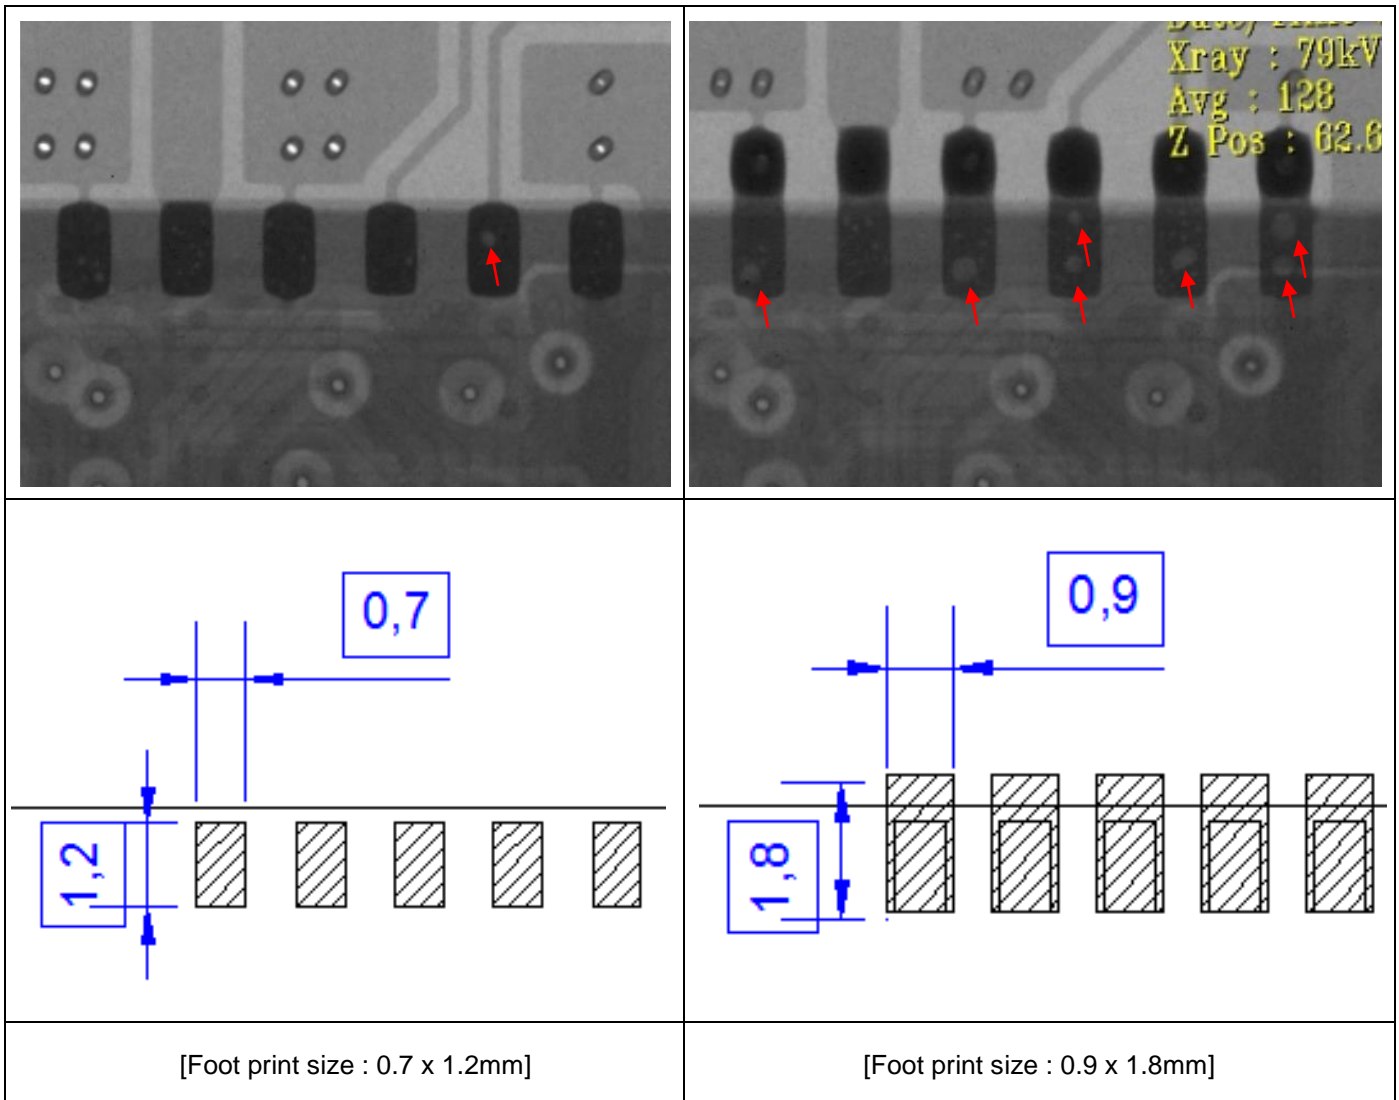 Xray : 79kV
Avg : 128
Z Pos : 62.6
0,7
1,2
0,9
1,8
[Foot print size : 0.7 x 1.2mm]
[Foot print size : 0.9 x 1.8mm]